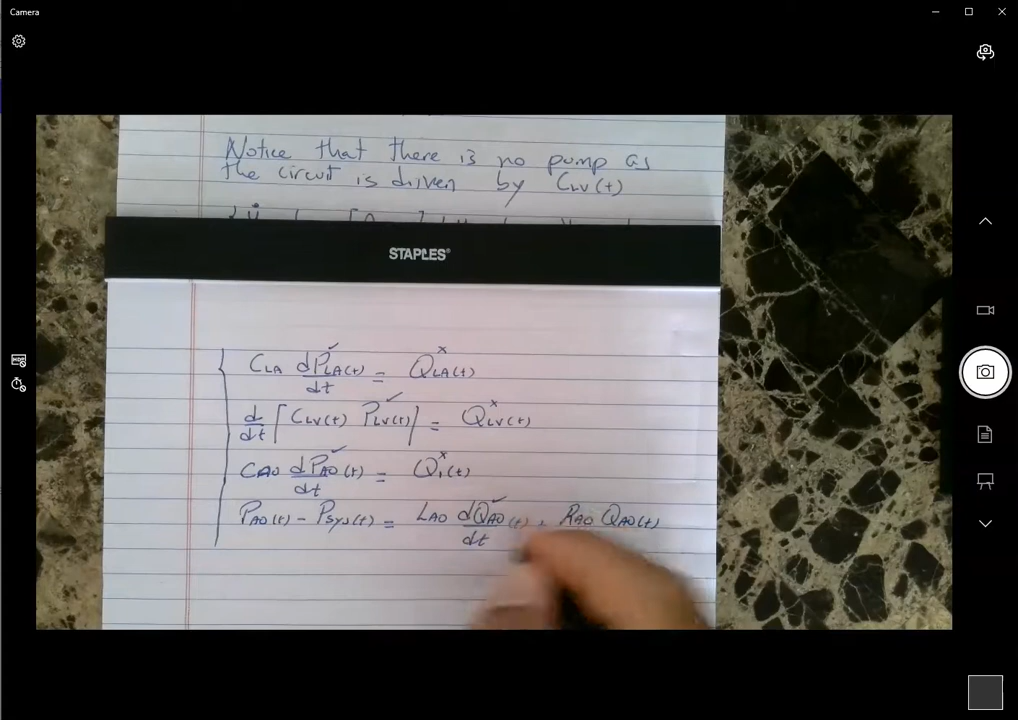 Camera
Notice that there is no pump as
the circuit is driven by CLV(t)
STAPLES®
CLA dPLA(t)/dt = QLA(t)
d/dt [CLV(t) PLV(t)] = QLV(t)
CAO dPAO(t)/dt = Q1(t)
PAO(t) - Psys(t) = LAO dQAO(t)/dt + RAO QAO(t)